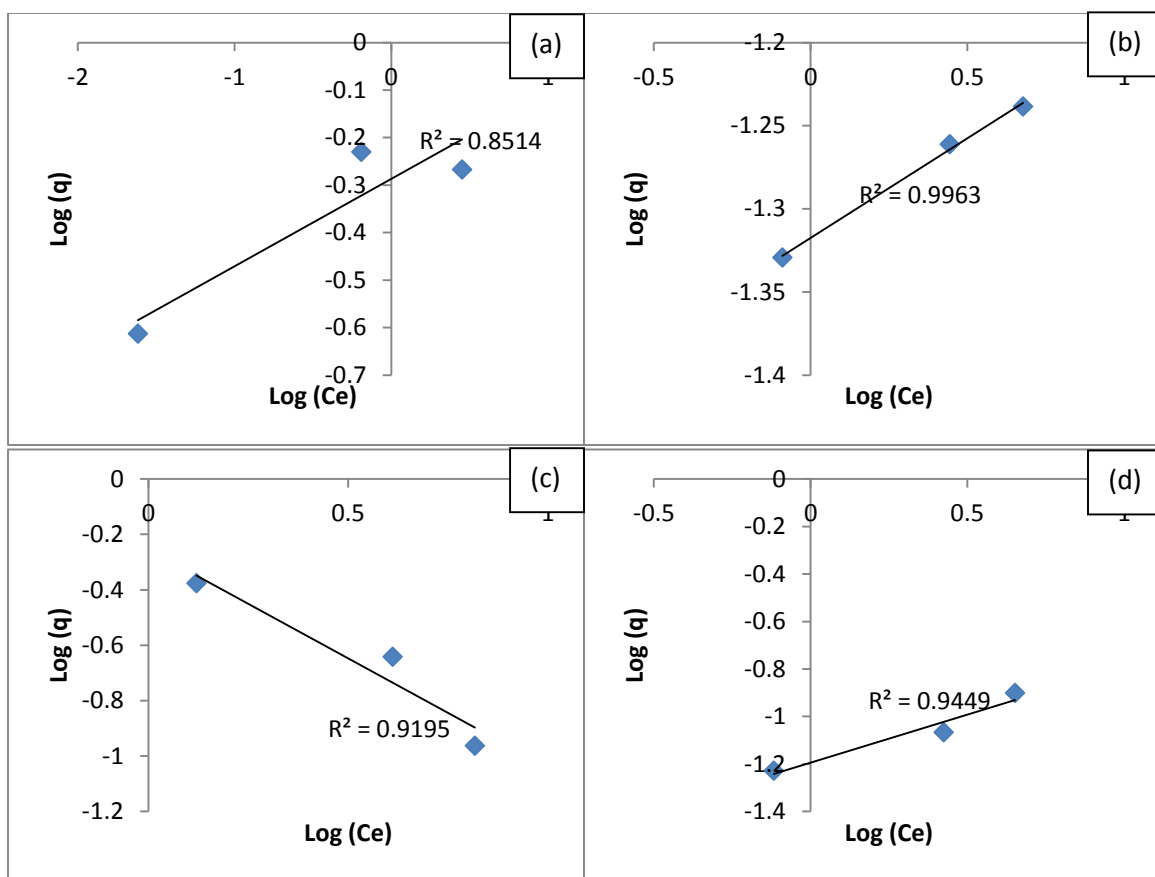 (a)
0
-2
-1
0
1
-0.1
-0.2
-0.3
-0.4
-0.5
-0.6
-0.7
R² = 0.8514
Log (q)
Log (Ce)
(b)
-1.2
-0.5
0
0.5
1
-1.25
-1.3
-1.35
-1.4
R² = 0.9963
Log (q)
Log (Ce)
(c)
0
0
0.5
1
-0.2
-0.4
-0.6
-0.8
-1
-1.2
R² = 0.9195
Log (q)
Log (Ce)
(d)
0
-0.5
0
0.5
1
-0.2
-0.4
-0.6
-0.8
-1
-1.2
-1.4
R² = 0.9449
Log (q)
Log (Ce)